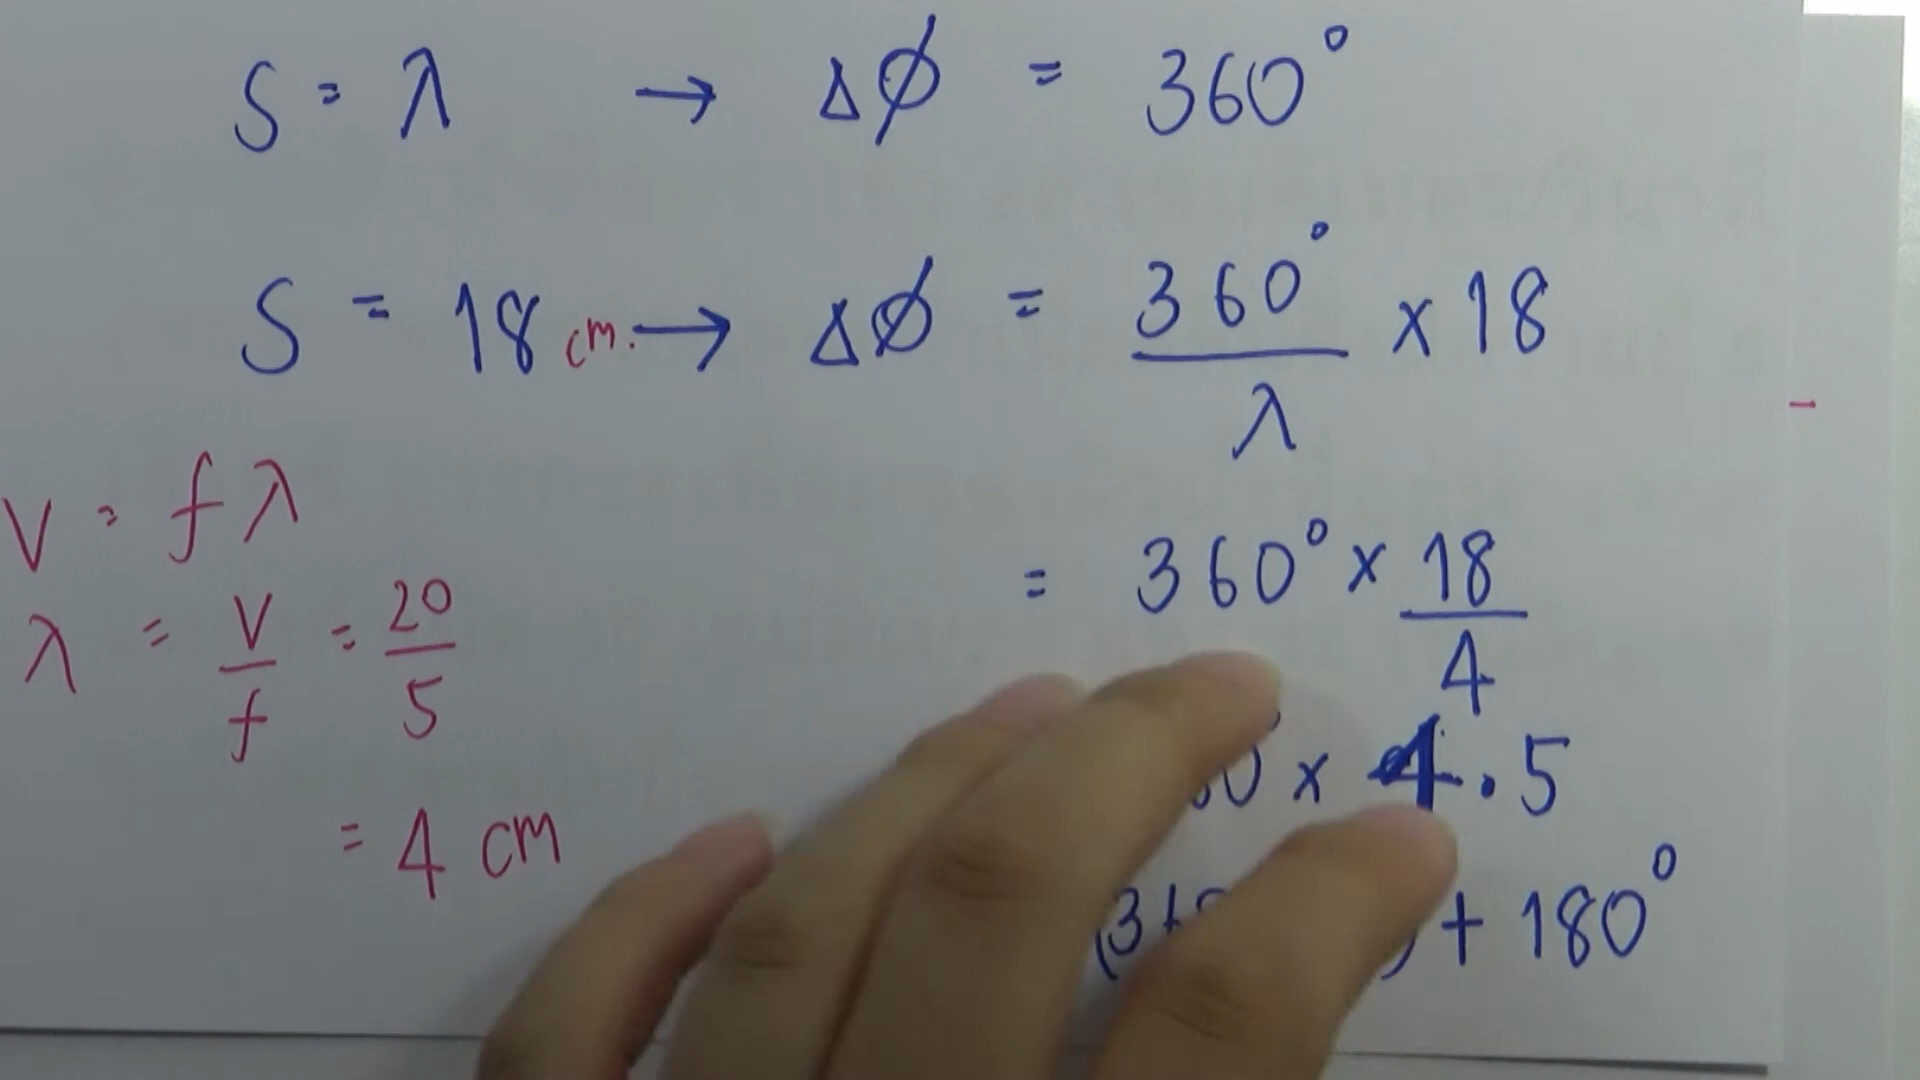 S = λ → Δφ = 360°
S = 18 cm. → Δφ = 360°/λ × 18
= 360° × 18/4
× 4.5
+ 180°
V = fλ
λ = V/f = 20/5
= 4 cm